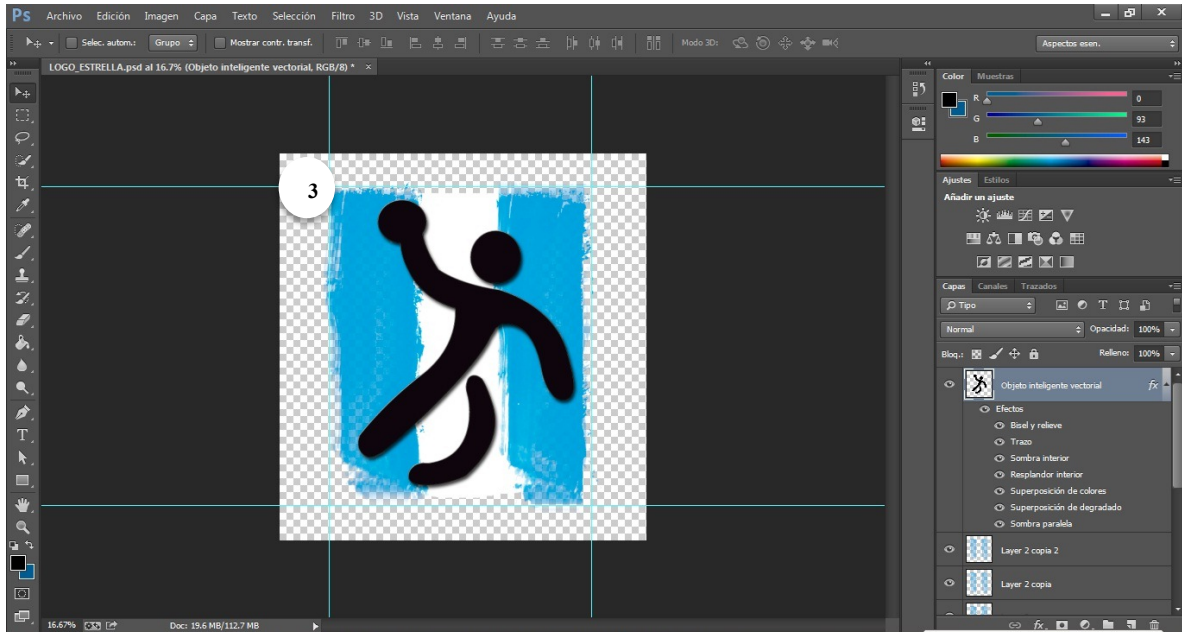 Ps Archivo Edición Imagen Capa Texto Selección Filtro 3D Vista Ventana Ayuda
Selec. autom.: Grupo Mostrar contr. transf. Modo 3D: Aspectos esen.
LOGO_ESTRELLA.psd al 16.7% (Objeto inteligente vectorial, RGB/8) * ×
Color Muestras
R 0
G 93
B 143
Ajustes Estilos
Añadir un ajuste
3
Capas Canales Trazados
Tipo
Normal Opacidad: 100%
Bloq.: Relleno: 100%
Objeto inteligente vectorial fx
Efectos
Bisel y relieve
Trazo
Sombra interior
Resplandor interior
Superposición de colores
Superposición de degradado
Sombra paralela
Layer 2 copia 2
Layer 2 copia
16.67% Doc: 19.6 MB/112.7 MB
fx